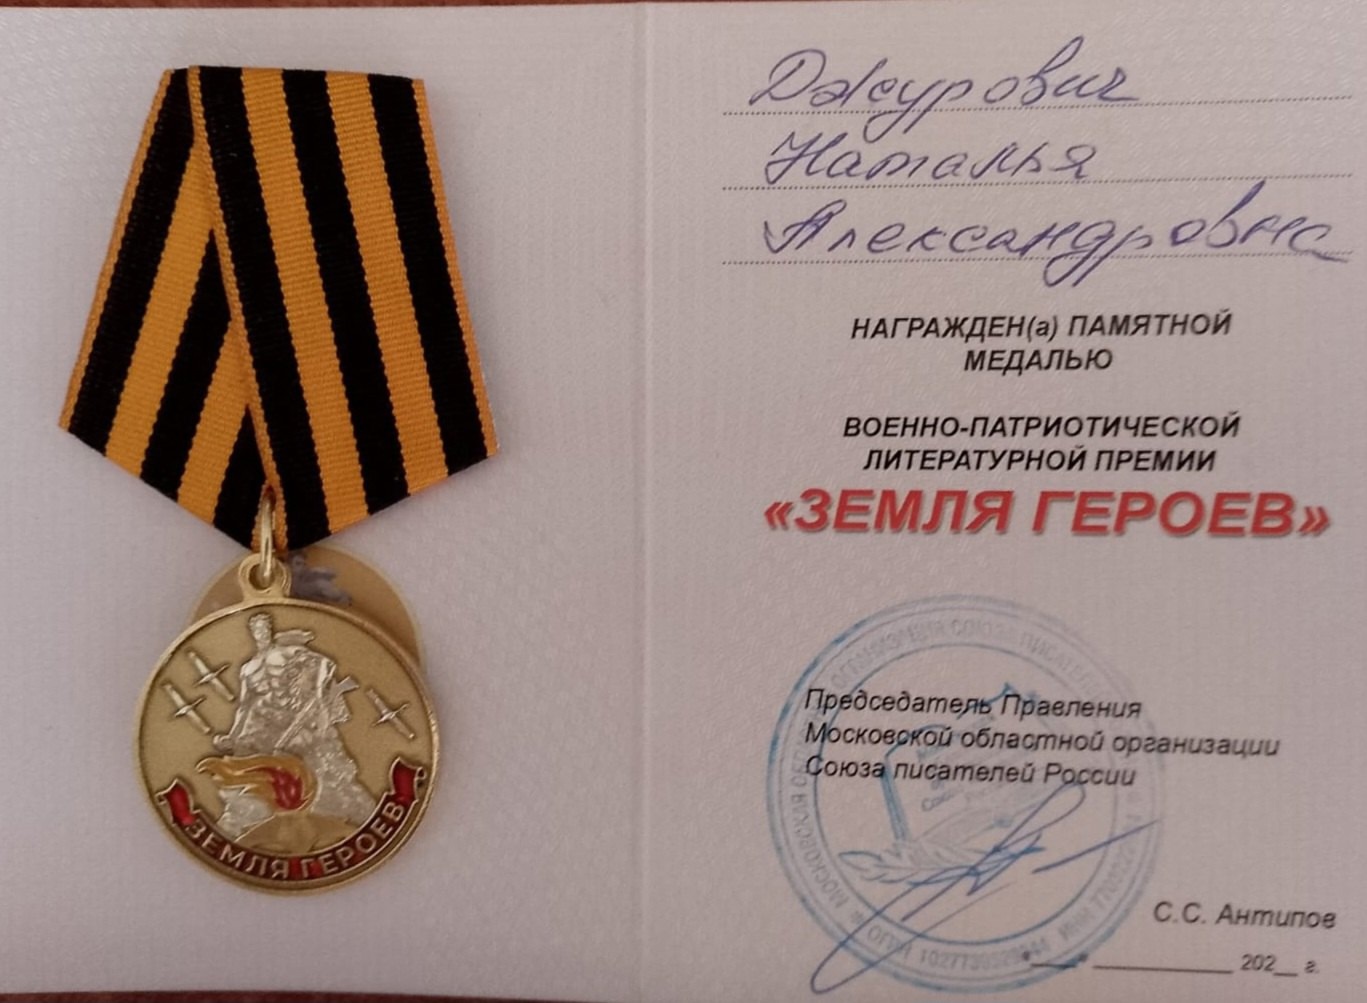 Джурович
Наталья
Александровна
НАГРАЖДЕН(а) ПАМЯТНОЙ
МЕДАЛЬЮ
ВОЕННО-ПАТРИОТИЧЕСКОЙ
ЛИТЕРАТУРНОЙ ПРЕМИИ
«ЗЕМЛЯ ГЕРОЕВ»
Председатель Правления
Московской областной организации
Союза писателей России
С.С. Антипов
202__ г.
ЗЕМЛЯ ГЕРОЕВ